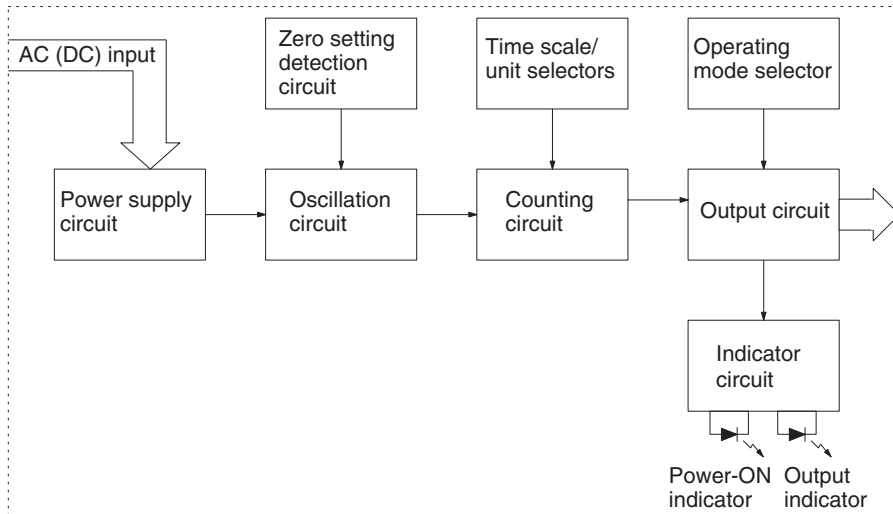 AC (DC) input
Zero setting
detection
circuit
Time scale/
unit selectors
Operating
mode selector
Power supply
circuit
Oscillation
circuit
Counting
circuit
Output circuit
Indicator
circuit
Power-ON
indicator
Output
indicator